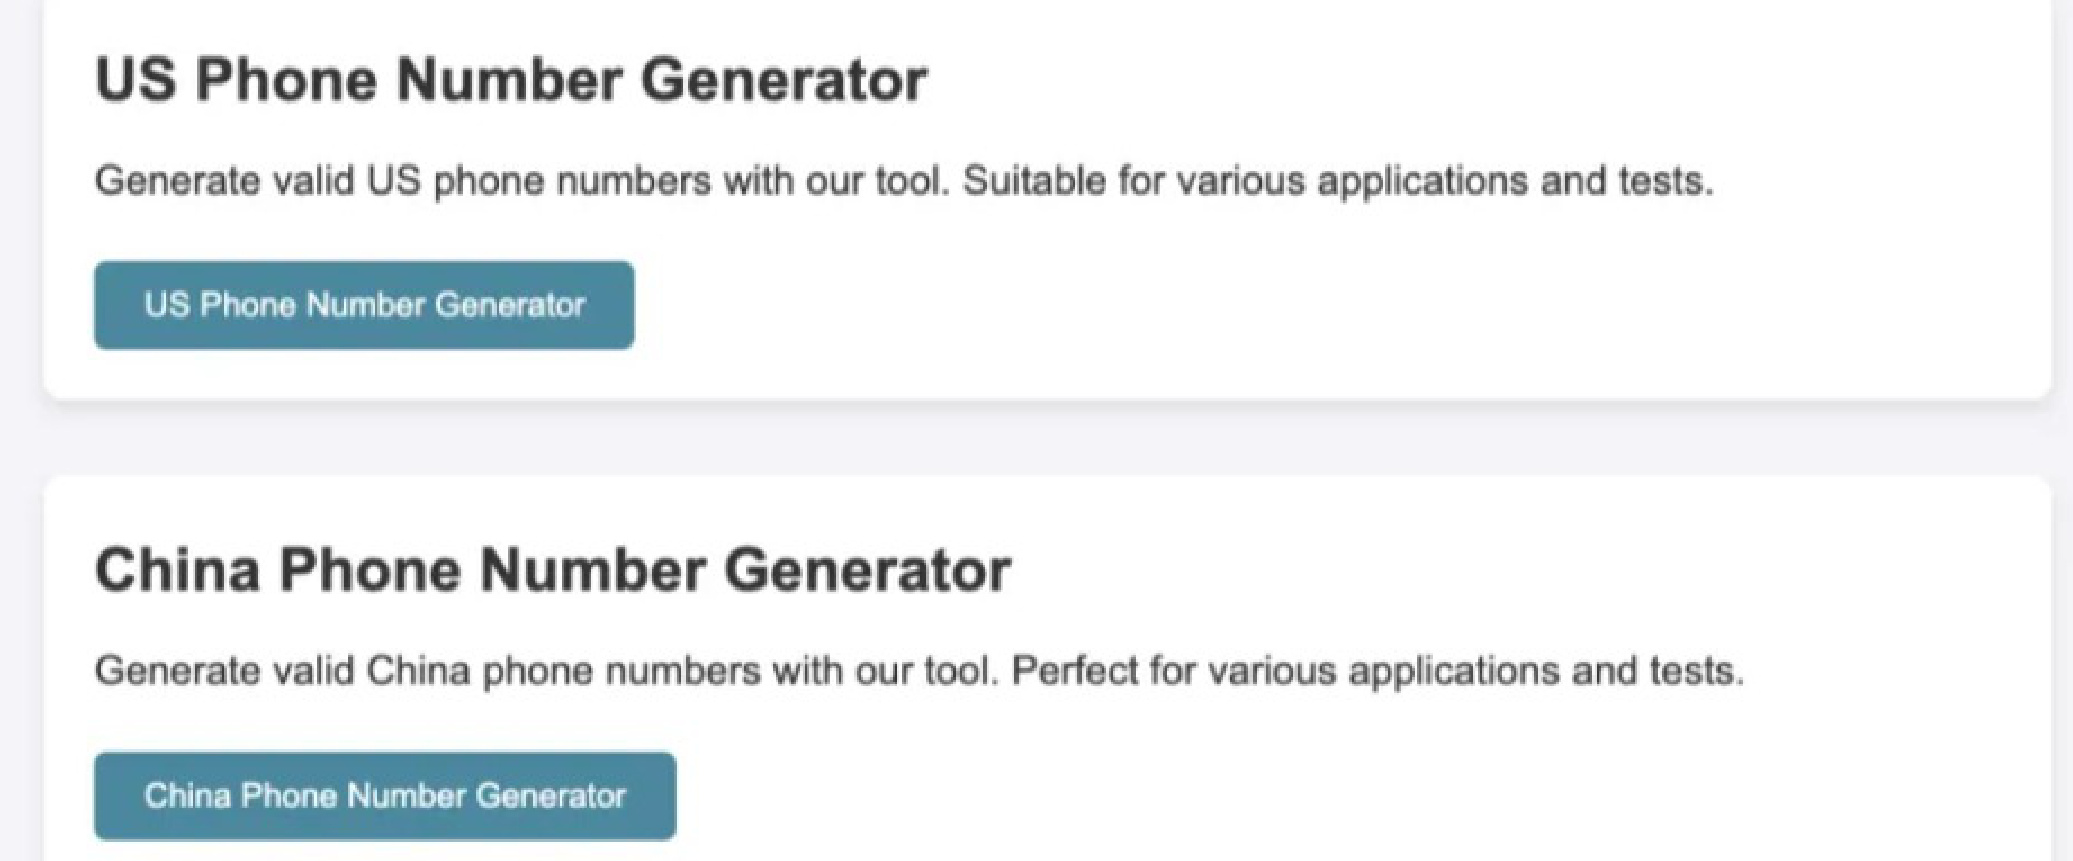 US Phone Number Generator
Generate valid US phone numbers with our tool. Suitable for various applications and tests.
US Phone Number Generator
China Phone Number Generator
Generate valid China phone numbers with our tool. Perfect for various applications and tests.
China Phone Number Generator